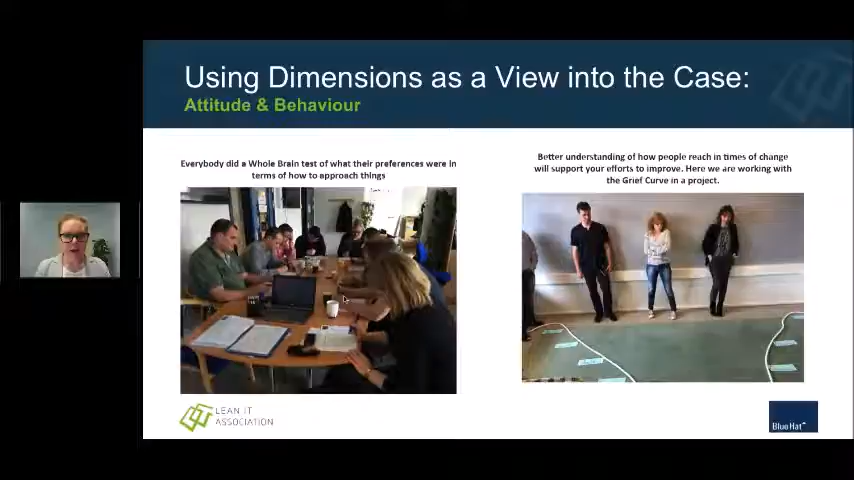 Using Dimensions as a View into the Case:
Attitude & Behaviour
Everybody did a Whole Brain test of what their preferences were in
terms of how to approach things
Better understanding of how people reach in times of change
will support your efforts to improve. Here we are working with
the Grief Curve in a project.
LEAN IT
ASSOCIATION
BlueHat